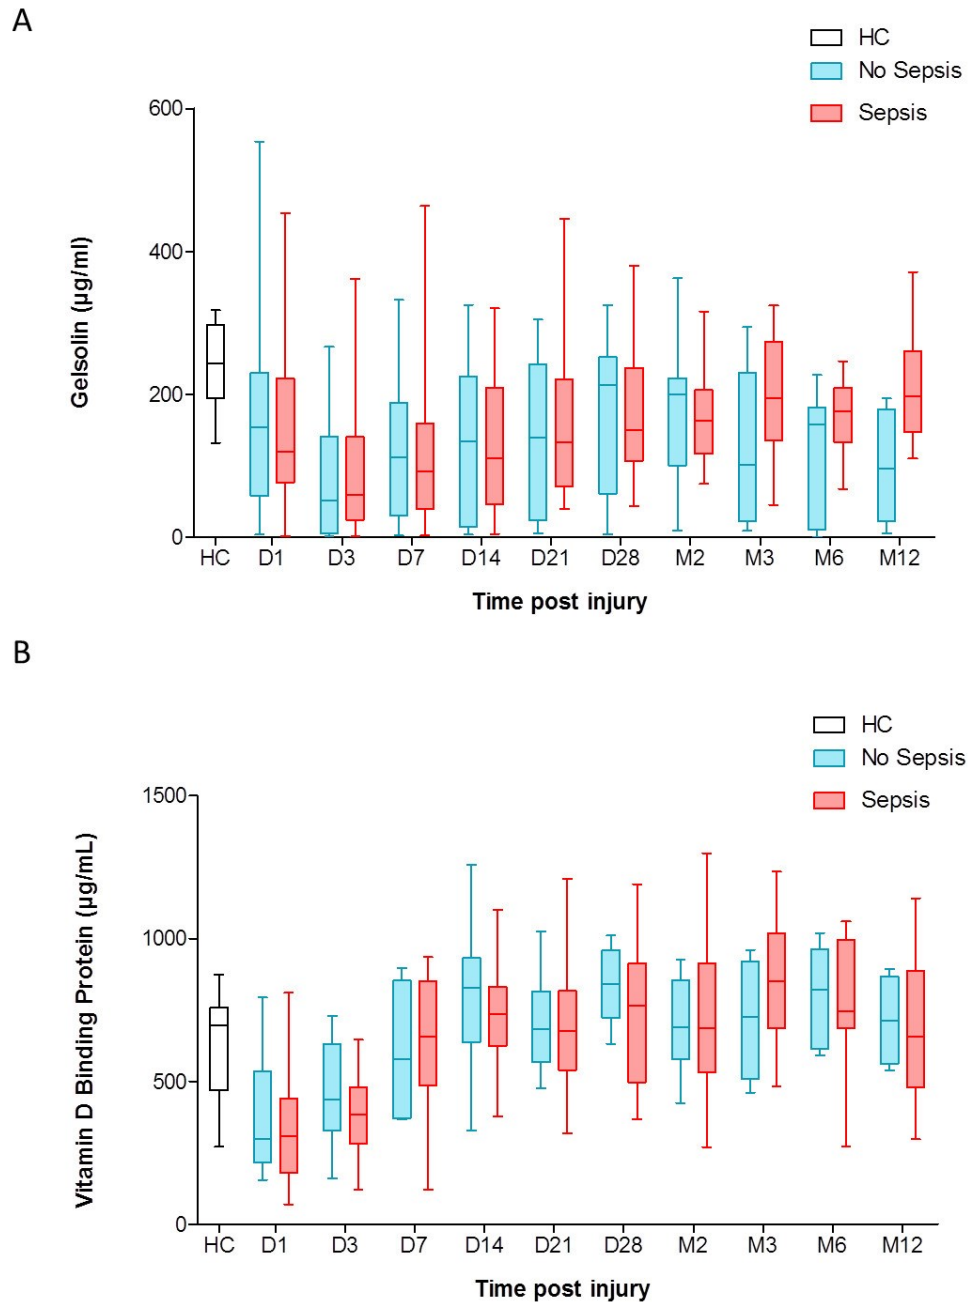 A
HC
No Sepsis
Sepsis
600
400
200
0
Gelsolin (µg/ml)
HC D1 D3 D7 D14 D21 D28 M2 M3 M6 M12
Time post injury
B
HC
No Sepsis
Sepsis
1500
1000
500
0
Vitamin D Binding Protein (µg/mL)
HC D1 D3 D7 D14 D21 D28 M2 M3 M6 M12
Time post injury